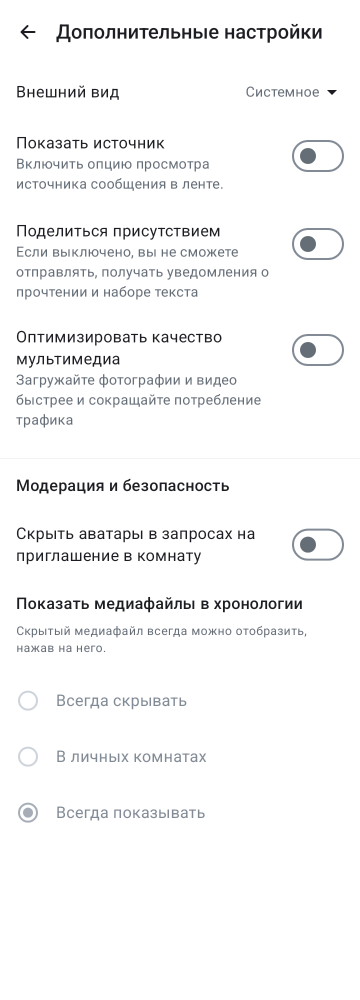 Дополнительные настройки
Внешний вид
Системное
Показать источник
Включить опцию просмотра
источника сообщения в ленте.
Поделиться присутствием
Если выключено, вы не сможете
отправлять, получать уведомления о
прочтении и наборе текста
Оптимизировать качество
мультимедиа
Загружайте фотографии и видео
быстрее и сокращайте потребление
трафика
Модерация и безопасность
Скрыть аватары в запросах на
приглашение в комнату
Показать медиафайлы в хронологии
Скрытый медиафайл всегда можно отобразить,
нажав на него.
Всегда скрывать
В личных комнатах
Всегда показывать